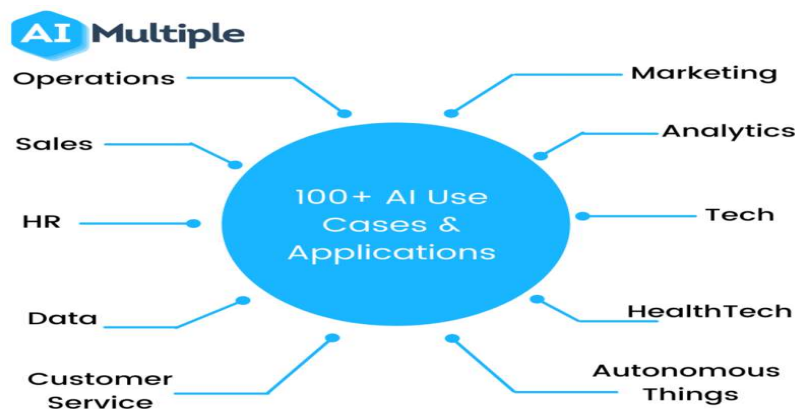 AI Multiple
Operations
Marketing
Sales
Analytics
100+ AI Use
Cases &
Applications
HR
Tech
Data
HealthTech
Customer
Service
Autonomous
Things